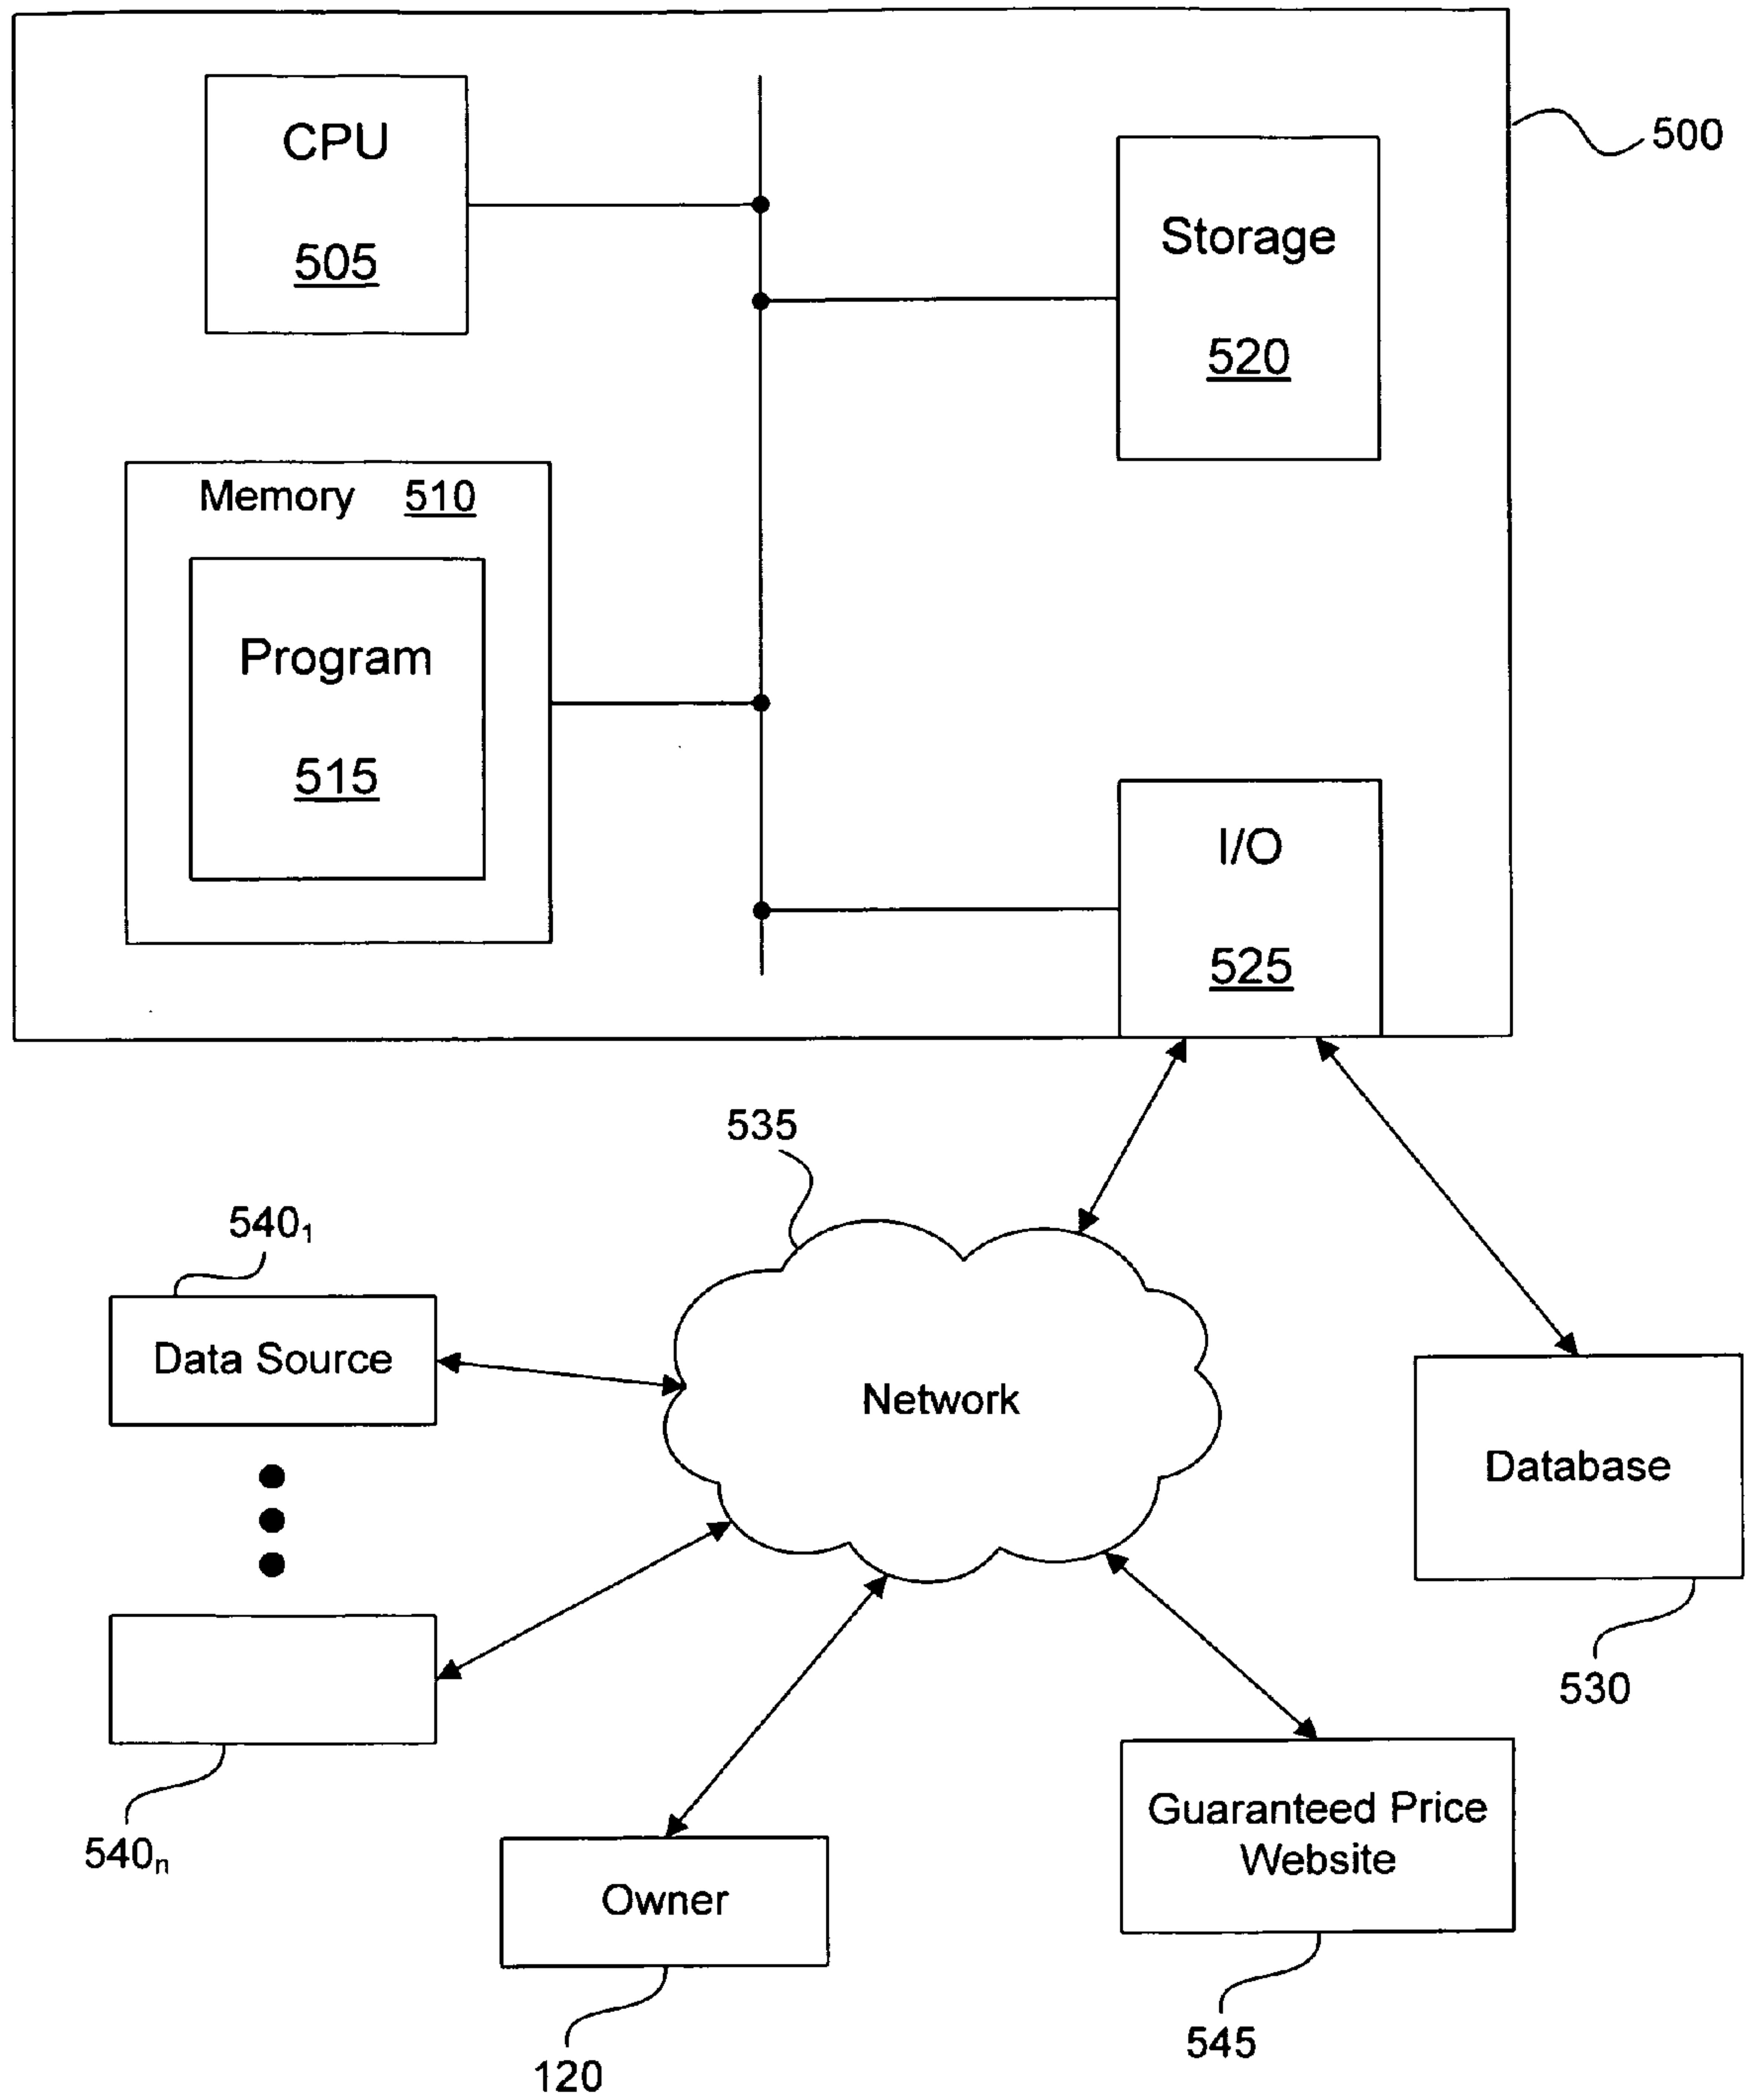 CPU
505
500
Storage
520
Memory 510
Program
515
I/O
525
535
540₁
Data Source
Network
Database
530
540ₙ
Guaranteed Price
Website
Owner
545
120